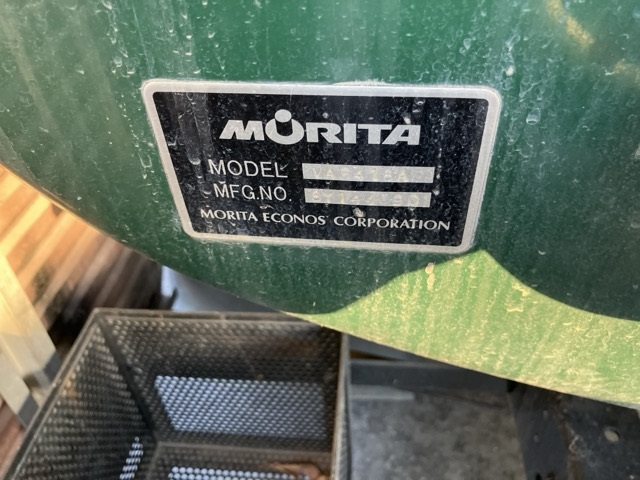 MORITA
MODEL
MFG.NO.
MORITA ECONOS CORPORATION